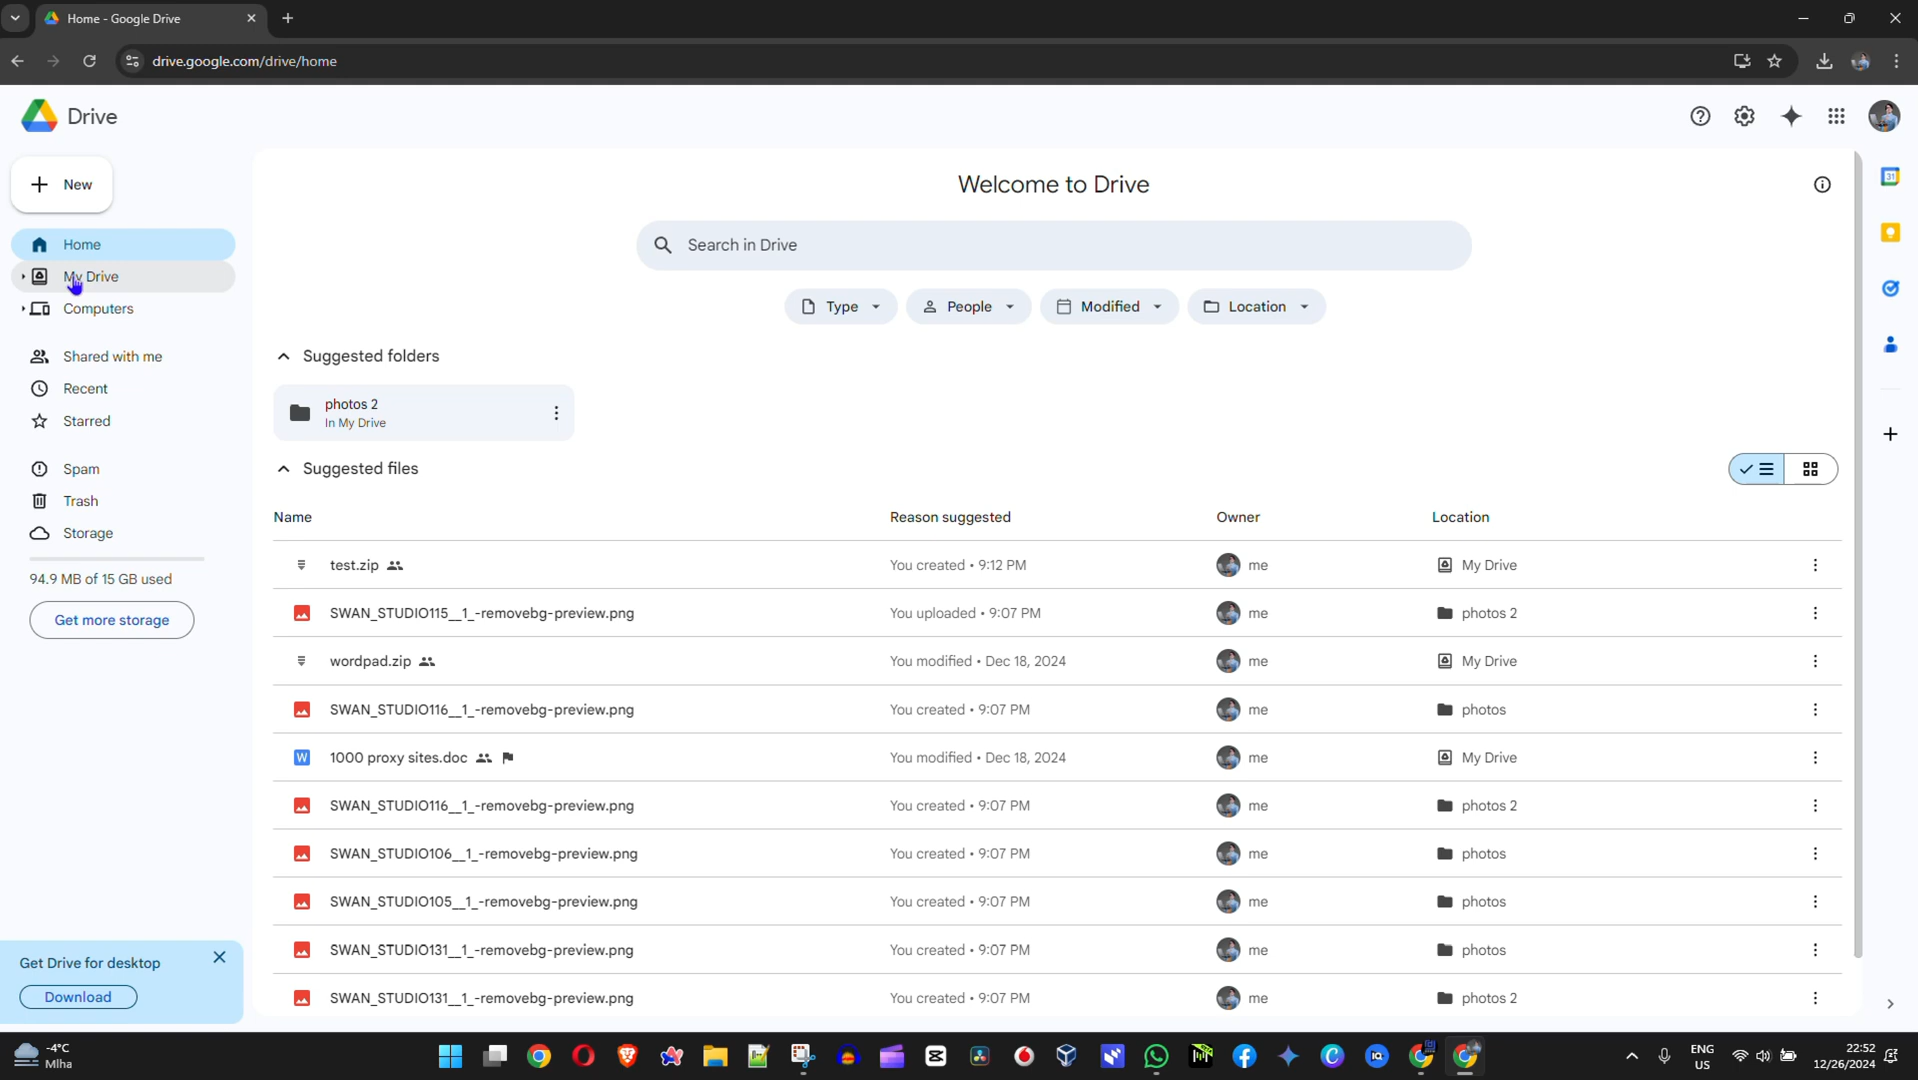 Home - Google Drive
drive.google.com/drive/home
Drive
New
Home
My Drive
Computers
Shared with me
Recent
Starred
Spam
Trash
Storage
94.9 MB of 15 GB used
Get more storage
Get Drive for desktop
Download
Welcome to Drive
Search in Drive
Type People Modified Location
Suggested folders
photos 2
In My Drive
Suggested files
Name Reason suggested Owner Location
test.zip You created • 9:12 PM me My Drive
SWAN_STUDIO115__1_-removebg-preview.png You uploaded • 9:07 PM me photos 2
wordpad.zip You modified • Dec 18, 2024 me My Drive
SWAN_STUDIO116__1_-removebg-preview.png You created • 9:07 PM me photos
W 1000 proxy sites.doc You modified • Dec 18, 2024 me My Drive
SWAN_STUDIO116__1_-removebg-preview.png You created • 9:07 PM me photos 2
SWAN_STUDIO106__1_-removebg-preview.png You created • 9:07 PM me photos
SWAN_STUDIO105__1_-removebg-preview.png You created • 9:07 PM me photos
SWAN_STUDIO131__1_-removebg-preview.png You created • 9:07 PM me photos
SWAN_STUDIO131__1_-removebg-preview.png You created • 9:07 PM me photos 2
31
-4°C
Mlha
ENG
US
22:52
12/26/2024